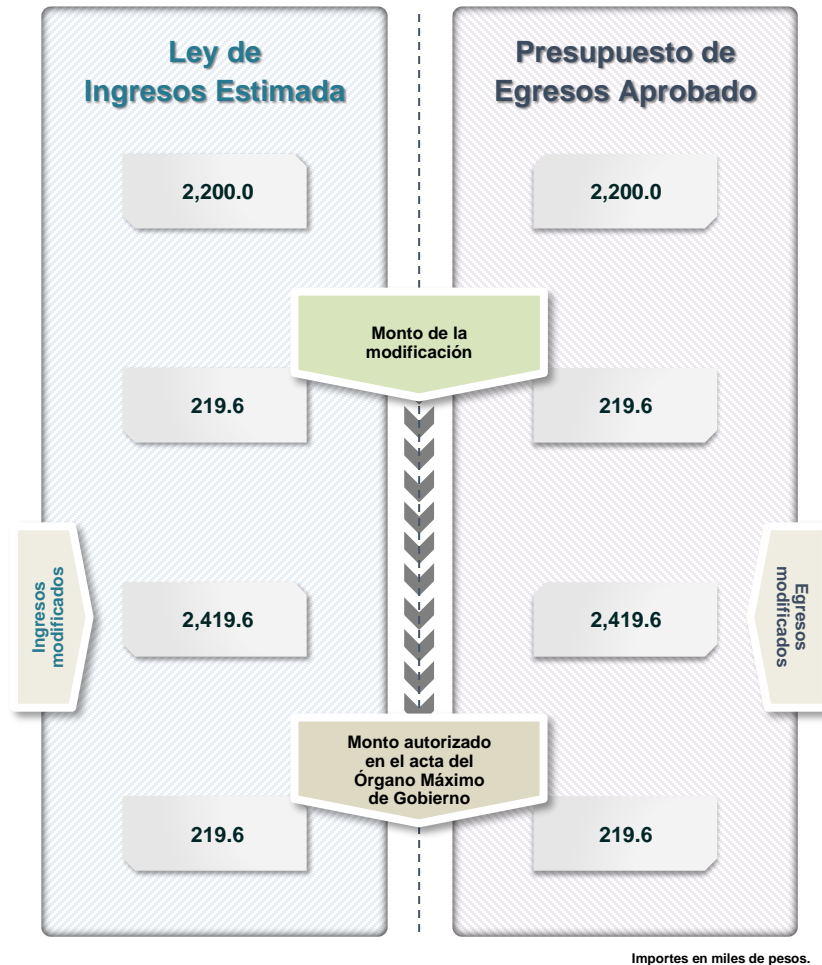 Ley de
Ingresos Estimada
Presupuesto de
Egresos Aprobado
2,200.0
2,200.0
Monto de la
modificación
219.6
219.6
Ingresos
modificados
2,419.6
2,419.6
Egresos
modificados
Monto autorizado
en el acta del
Órgano Máximo
de Gobierno
219.6
219.6
Importes en miles de pesos.